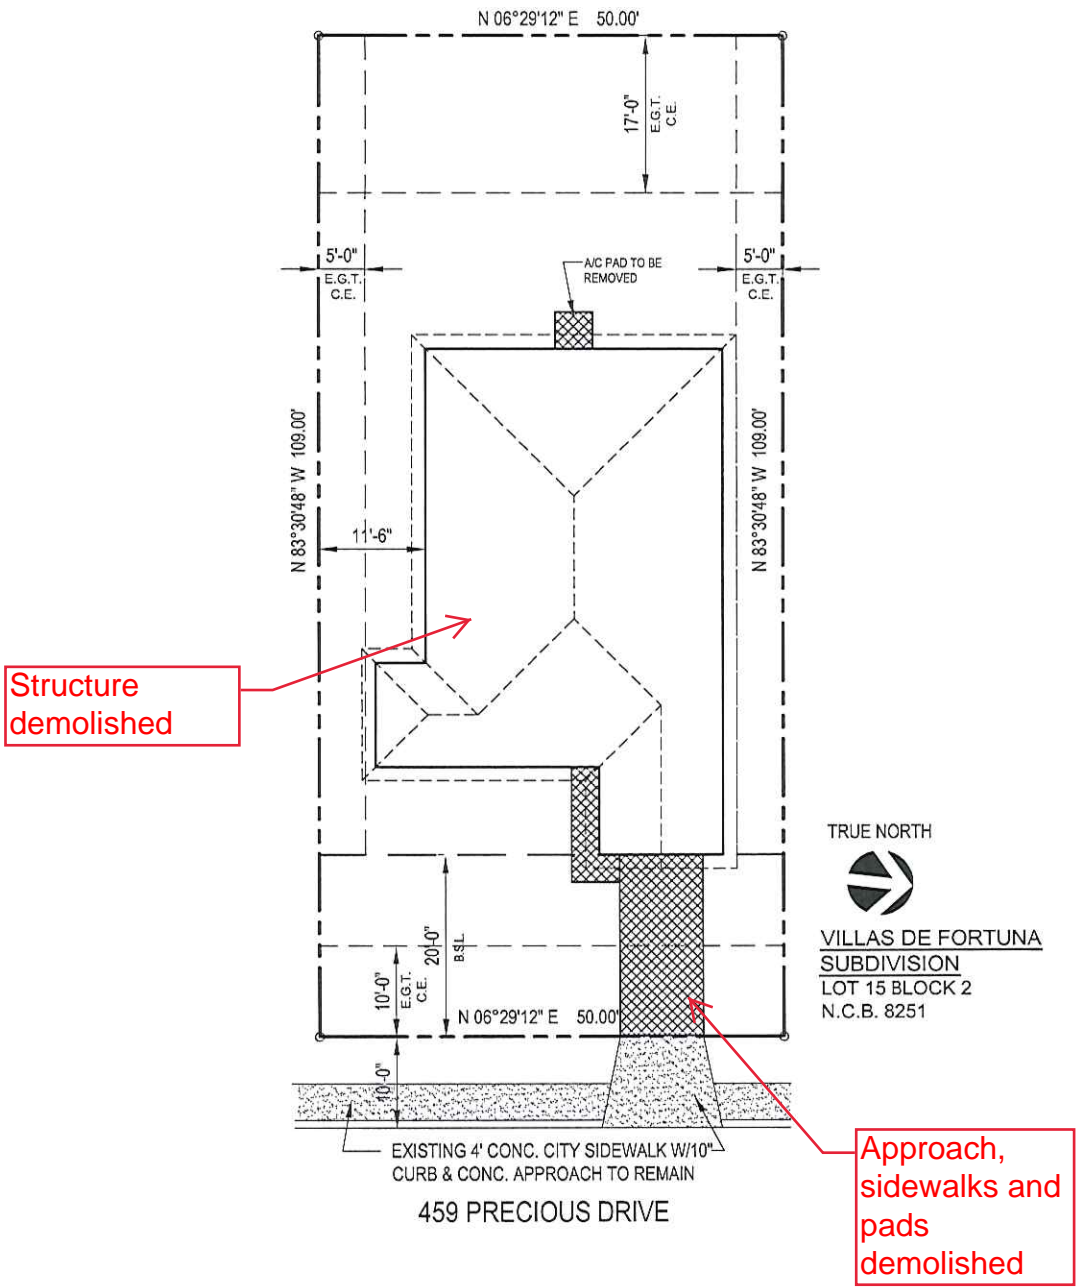 N 06°29'12" E 50.00'
17'-0"
E.G.T.
C.E.
5'-0"
E.G.T.
C.E.
A/C PAD TO BE
REMOVED
5'-0"
E.G.T.
C.E.
N 83°30'48" W 109.00'
N 83°30'48" W 109.00'
11'-6"
Structure
demolished
TRUE NORTH
VILLAS DE FORTUNA
SUBDIVISION
LOT 15 BLOCK 2
N.C.B. 8251
20'-0"
B.S.L.
10'-0"
E.G.T.
C.E.
N 06°29'12" E 50.00'
10'-0"
EXISTING 4' CONC. CITY SIDEWALK W/10"
CURB & CONC. APPROACH TO REMAIN
459 PRECIOUS DRIVE
Approach,
sidewalks and
pads
demolished